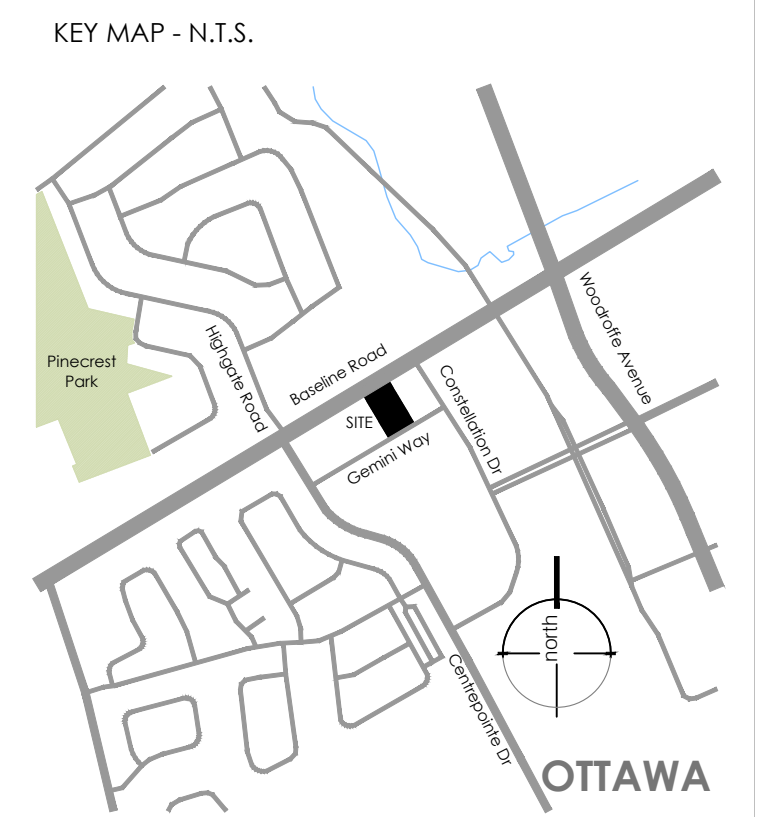 KEY MAP - N.T.S.
Pinecrest
Park
Highgate Road
Baseline Road
Woodroffe Avenue
Constellation Dr
SITE
Gemini Way
north
Centrepointe Dr
OTTAWA